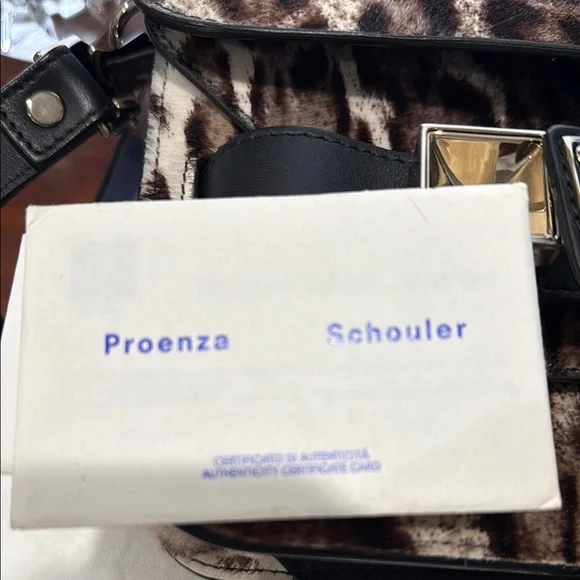 Proenza Schouler
CERTIFICATO DI AUTENTICITÀ
AUTHENTICITY CERTIFICATE CARD